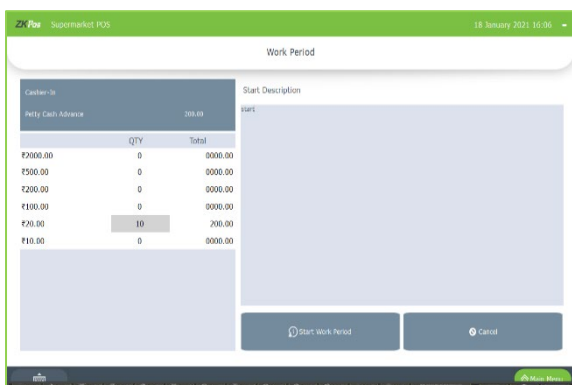 ZKPos Supermarket POS 18 January 2021 16:06
Work Period
Cashier-In
Petty Cash Advance 200.00
QTY Total
₹2000.00 0 0000.00
₹500.00 0 0000.00
₹200.00 0 0000.00
₹100.00 0 0000.00
₹20.00 10 200.00
₹10.00 0 0000.00
Start Description
start
Start Work Period
Cancel
Main Menu